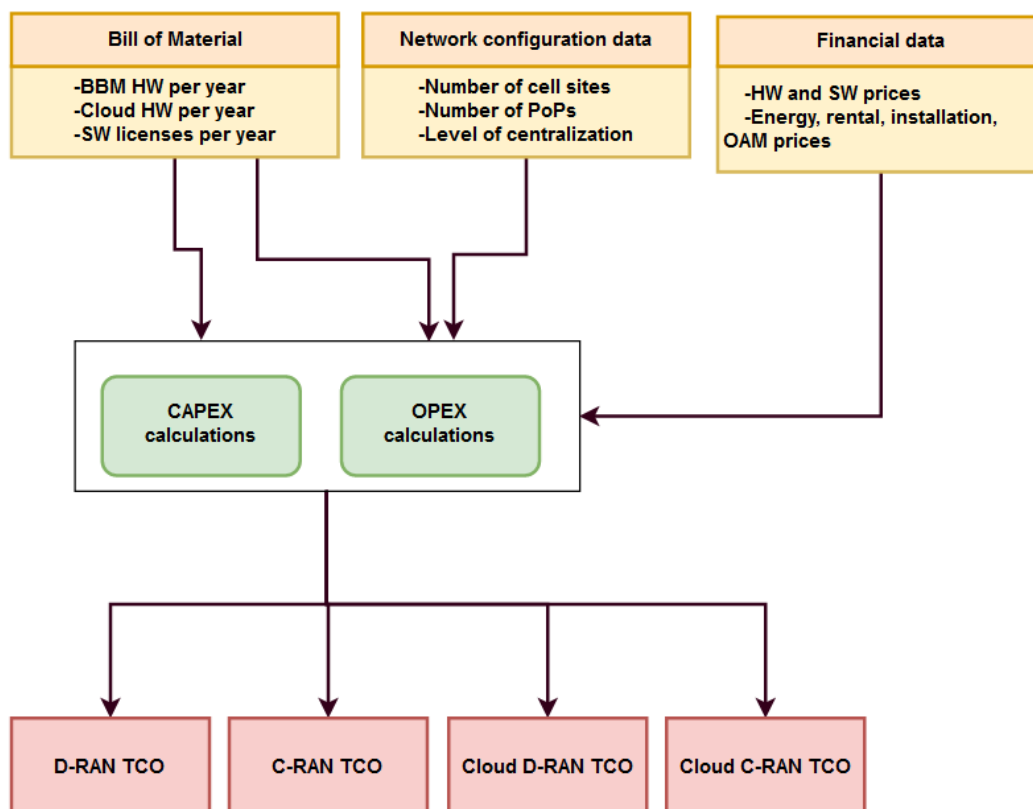 Bill of Material
-BBM HW per year
-Cloud HW per year
-SW licenses per year
Network configuration data
-Number of cell sites
-Number of PoPs
-Level of centralization
Financial data
-HW and SW prices
-Energy, rental, installation,
OAM prices
CAPEX
calculations
OPEX
calculations
D-RAN TCO
C-RAN TCO
Cloud D-RAN TCO
Cloud C-RAN TCO